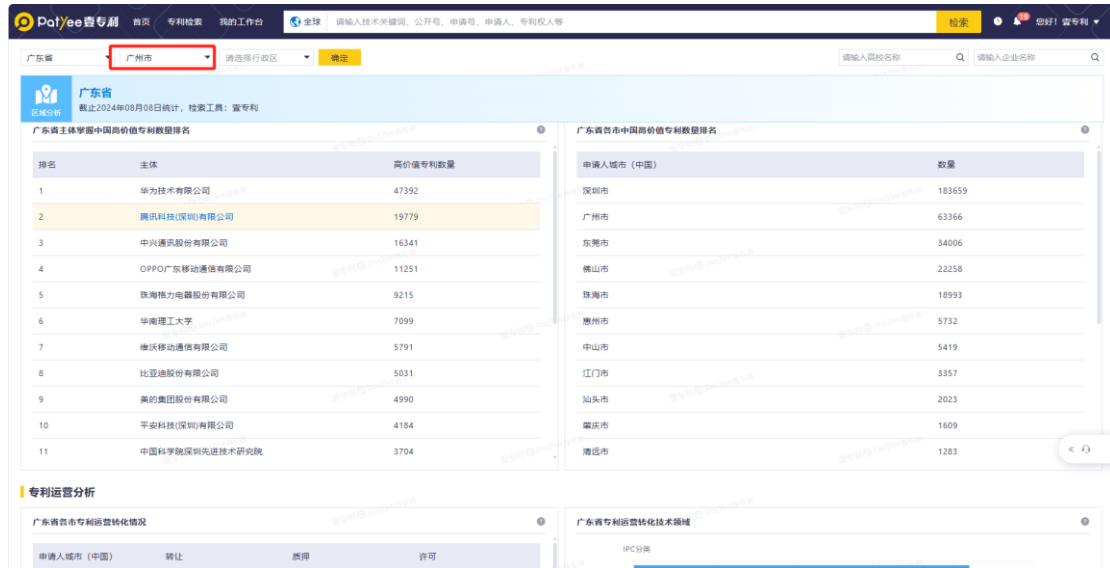 Patyee壹专利 首页 专利检索 我的工作台 全球 请输入技术关键词、公开号、申请号、申请人、专利权人等 检索 19 您好! 壹专利
广东省 广州市 请选择行政区 确定 请输入高校名称 请输入企业名称
区域分析
广东省
截止2024年08月08日统计，检索工具：壹专利
广东省主体掌握中国高价值专利数量排名
排名 主体 高价值专利数量
1 华为技术有限公司 47392
2 腾讯科技(深圳)有限公司 19779
3 中兴通讯股份有限公司 16341
4 OPPO广东移动通信有限公司 11251
5 珠海格力电器股份有限公司 9215
6 华南理工大学 7099
7 维沃移动通信有限公司 5791
8 比亚迪股份有限公司 5031
9 美的集团股份有限公司 4990
10 平安科技(深圳)有限公司 4184
11 中国科学院深圳先进技术研究院 3704
广东省各市中国高价值专利数量排名
申请人城市（中国） 数量
深圳市 183659
广州市 63366
东莞市 34006
佛山市 22258
珠海市 18993
惠州市 5732
中山市 5419
江门市 3357
汕头市 2023
肇庆市 1609
清远市 1283
专利运营分析
广东省各市专利运营转化情况
申请人城市（中国） 转让 质押 许可
广东省专利运营转化技术领域
IPC分类